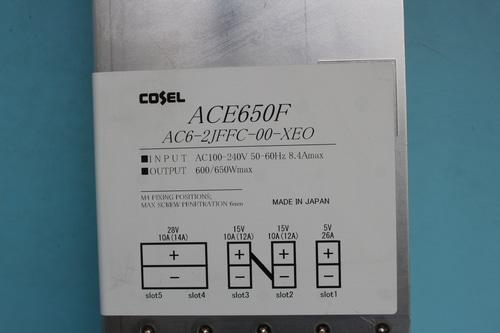 COSEL
ACE650F
AC6-2JFFC-00-XEO
■INPUT AC100-240V 50-60Hz 8.4Amax
■OUTPUT 600/650Wmax
M4 FIXING POSITIONS;
MAX SCREW PENETRATION 6mm
MADE IN JAPAN
28V 15V 15V 5V
10A(14A) 10A(12A) 10A(12A) 26A
+ + + +
− − − −
slot5 slot4 slot3 slot2 slot1